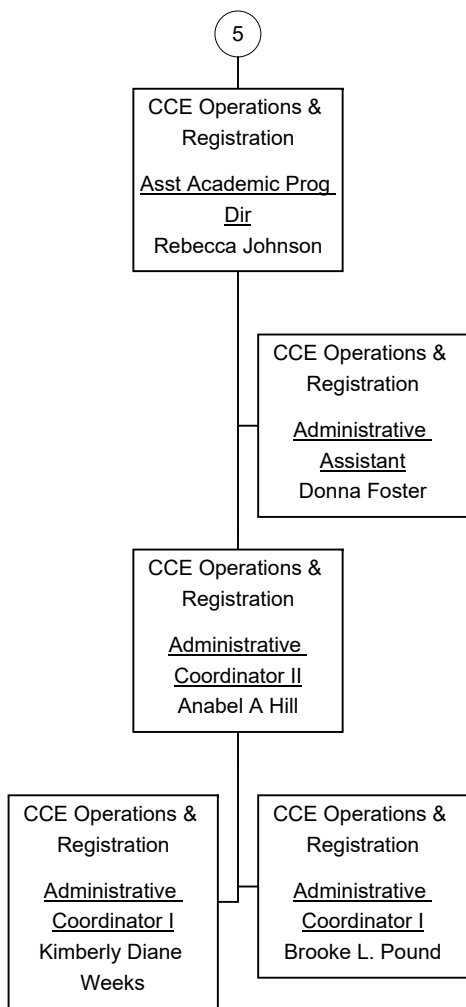 5
CCE Operations &
Registration
Asst Academic Prog
Dir
Rebecca Johnson
CCE Operations &
Registration
Administrative
Assistant
Donna Foster
CCE Operations &
Registration
Administrative
Coordinator II
Anabel A Hill
CCE Operations &
Registration
Administrative
Coordinator I
Kimberly Diane
Weeks
CCE Operations &
Registration
Administrative
Coordinator I
Brooke L. Pound